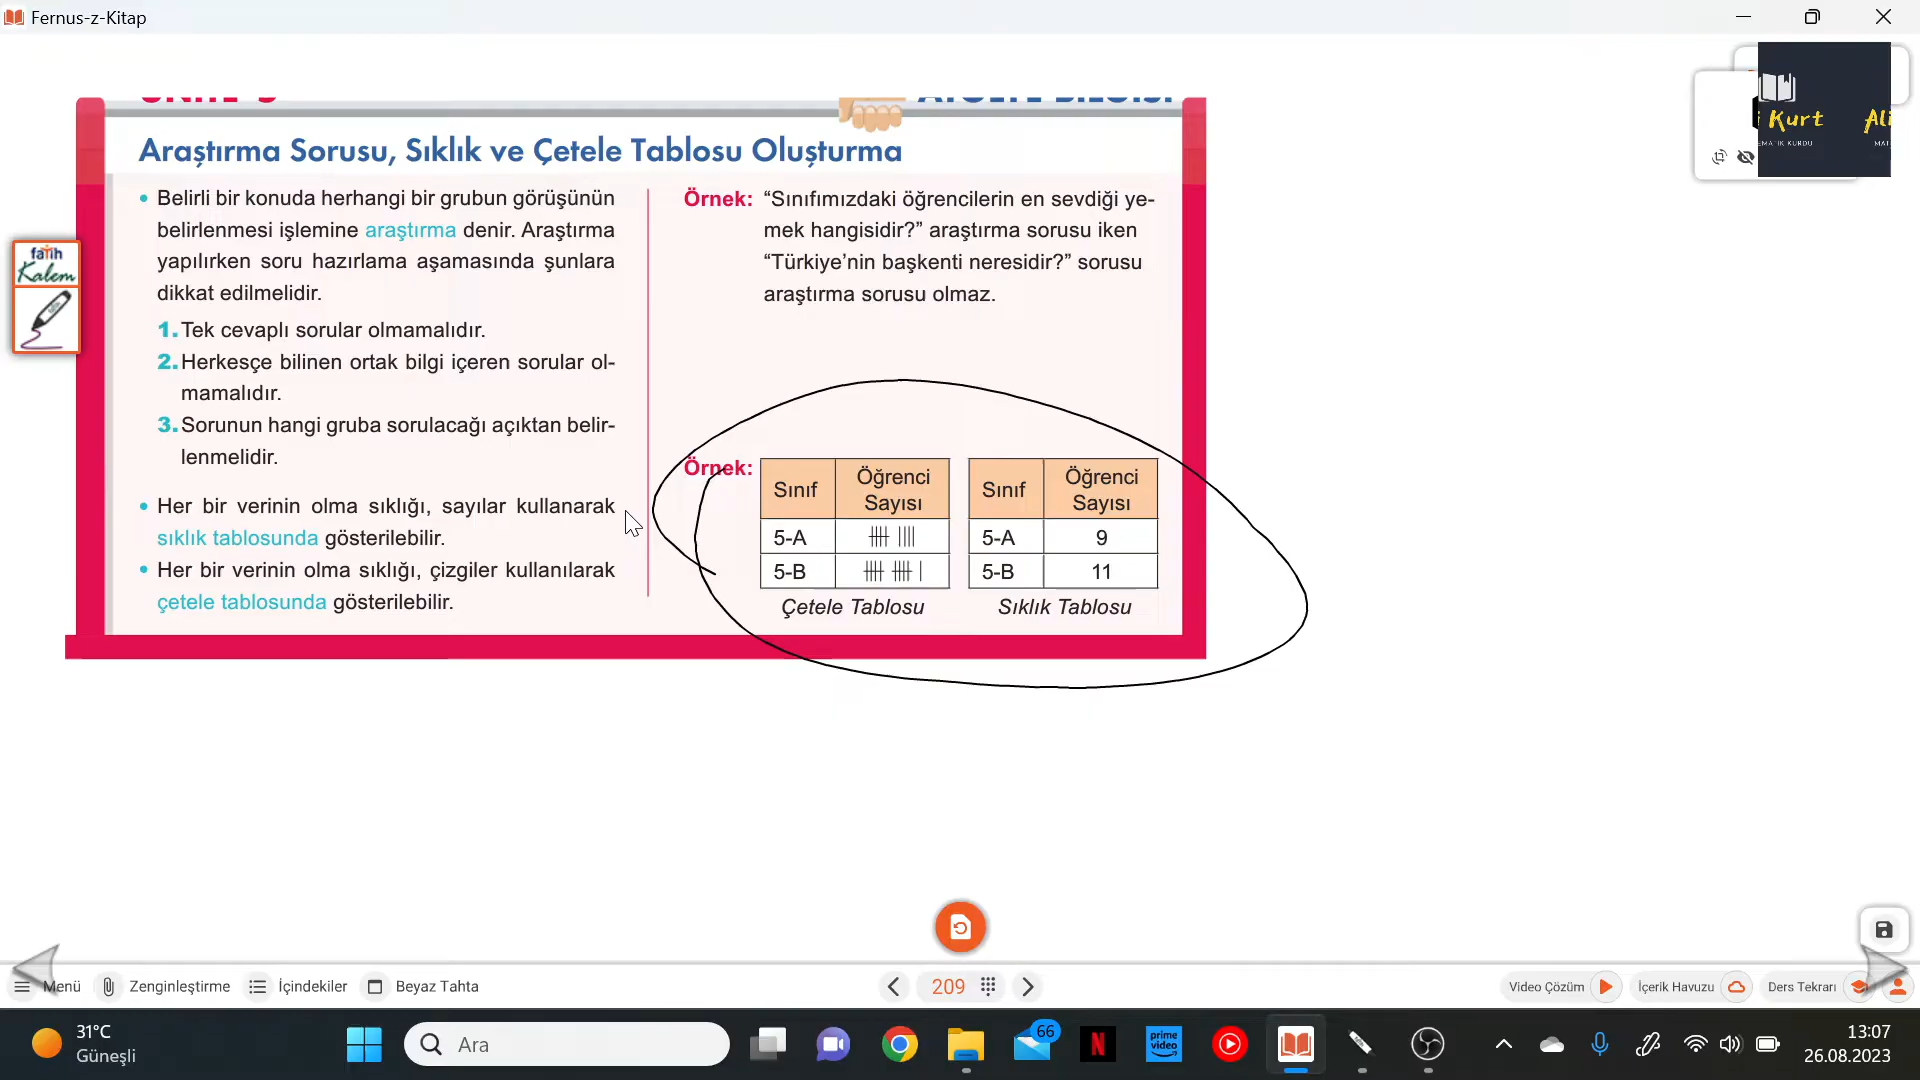 Fernus-z-Kitap
Araştırma Sorusu, Sıklık ve Çetele Tablosu Oluşturma
• Belirli bir konuda herhangi bir grubun görüşünün
belirlenmesi işlemine araştırma denir. Araştırma
yapılırken soru hazırlama aşamasında şunlara
dikkat edilmelidir.
1. Tek cevaplı sorular olmamalıdır.
2. Herkesçe bilinen ortak bilgi içeren sorular ol-
mamalıdır.
3. Sorunun hangi gruba sorulacağı açıktan belir-
lenmelidir.
• Her bir verinin olma sıklığı, sayılar kullanarak
sıklık tablosunda gösterilebilir.
• Her bir verinin olma sıklığı, çizgiler kullanılarak
çetele tablosunda gösterilebilir.
Örnek: “Sınıfımızdaki öğrencilerin en sevdiği ye-
mek hangisidir?” araştırma sorusu iken
“Türkiye’nin başkenti neresidir?” sorusu
araştırma sorusu olmaz.
Örnek:
Sınıf Öğrenci Sayısı
5-A
5-B
Çetele Tablosu
Sınıf Öğrenci Sayısı
5-A 9
5-B 11
Sıklık Tablosu
fatih
Kalem
Kurt Ali
Menü Zenginleştirme İçindekiler Beyaz Tahta 209 Video Çözüm İçerik Havuzu Ders Tekrarı
31°C
Güneşli
Ara
66
N
prime video
13:07
26.08.2023